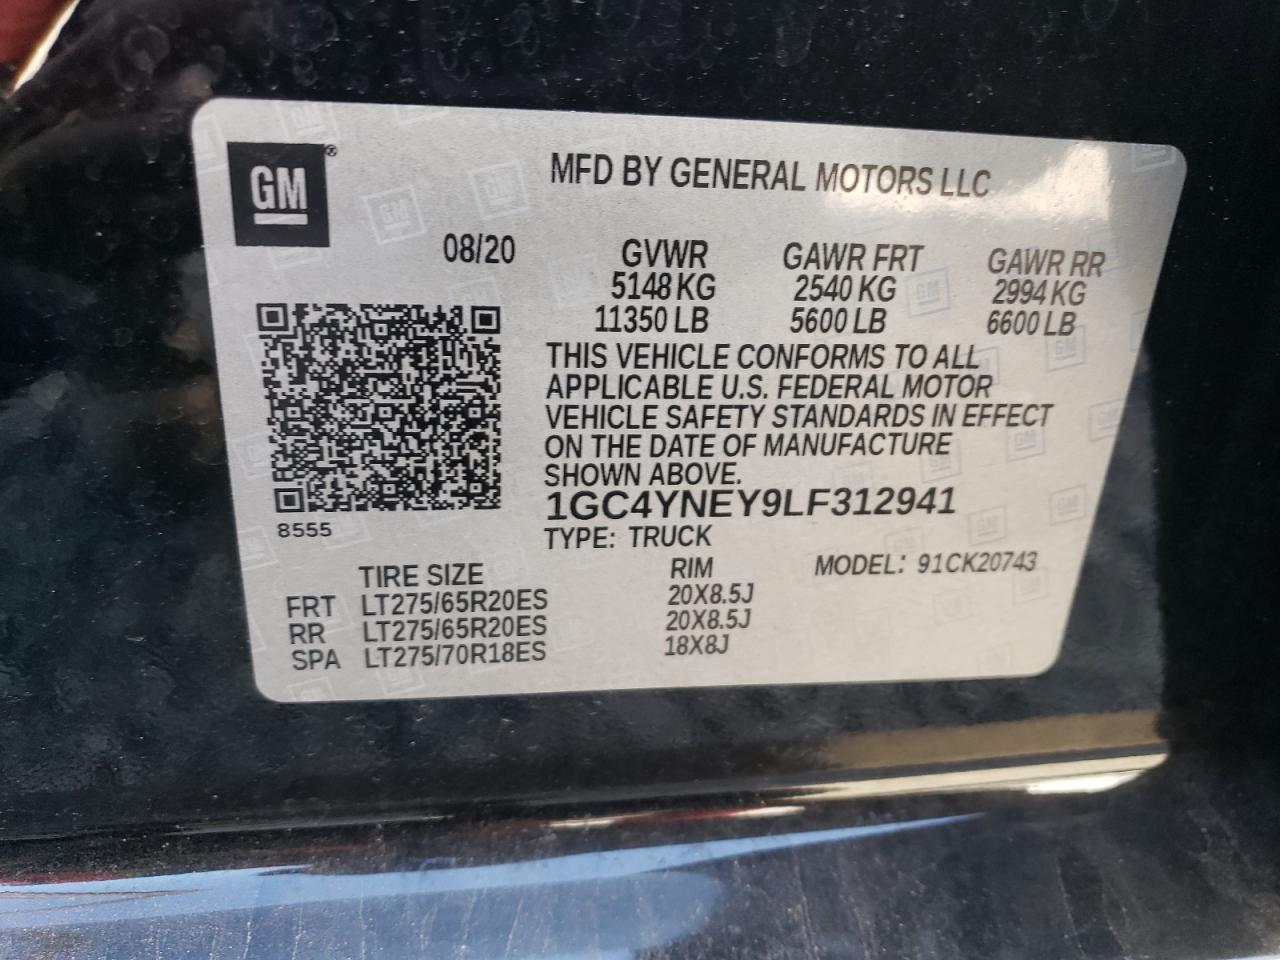 GM®
MFD BY GENERAL MOTORS LLC
08/20 GVWR GAWR FRT GAWR RR
5148 KG 2540 KG 2994 KG
11350 LB 5600 LB 6600 LB
THIS VEHICLE CONFORMS TO ALL
APPLICABLE U.S. FEDERAL MOTOR
VEHICLE SAFETY STANDARDS IN EFFECT
ON THE DATE OF MANUFACTURE
SHOWN ABOVE.
1GC4YNEY9LF312941
8555
TYPE: TRUCK
TIRE SIZE RIM MODEL: 91CK20743
FRT LT275/65R20ES 20X8.5J
RR LT275/65R20ES 20X8.5J
SPA LT275/70R18ES 18X8J